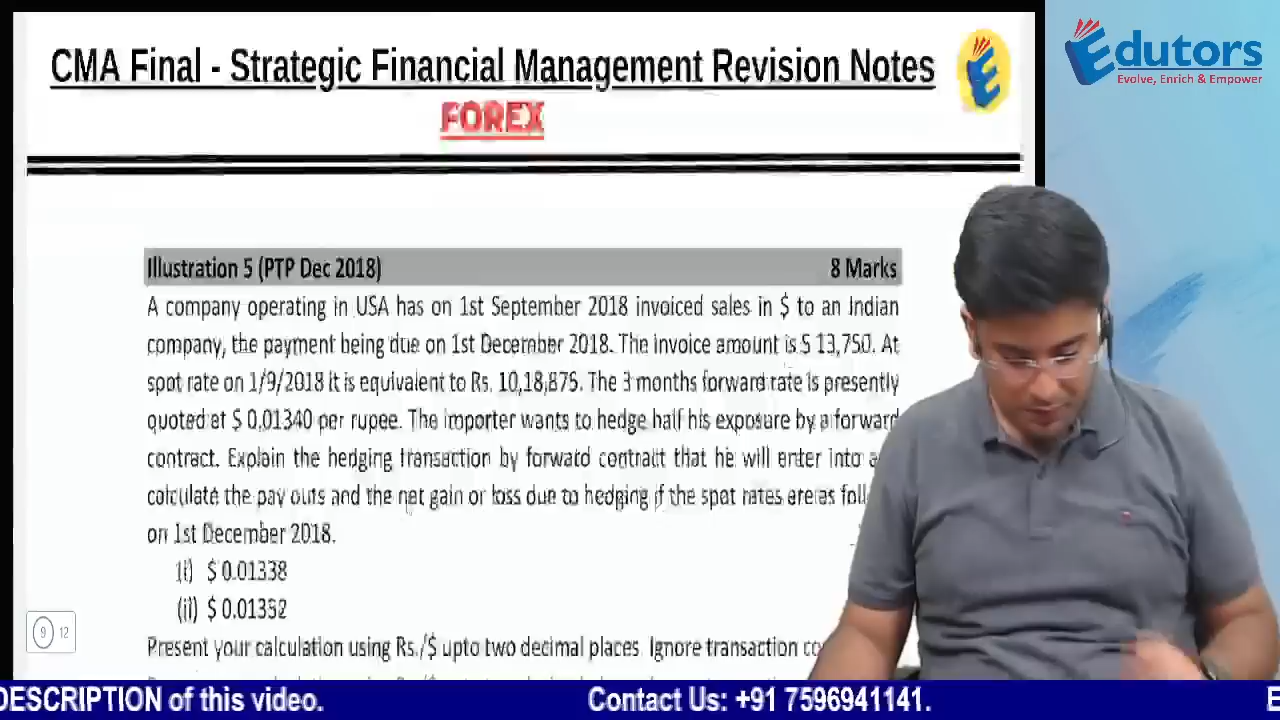 CMA Final - Strategic Financial Management Revision Notes
FOREX
Edutors
Evolve, Enrich & Empower
Illustration 5 (PTP Dec 2018) 8 Marks
A company operating in USA has on 1st September 2018 invoiced sales in $ to an Indian
company, the payment being due on 1st December 2018. The invoice amount is $ 13,750. At
spot rate on 1/9/2018 it is equivalent to Rs. 10,18,875. The 3 months forward rate is presently
quoted at $ 0.01340 per rupee. The importer wants to hedge half his exposure by a forward
contract. Explain the hedging transaction by forward contract that he will enter into
calculate the pay outs and the net gain or loss due to hedging if the spot rates are as
on 1st December 2018.
(i) $ 0.01338
(ii) $ 0.01352
Present your calculation using Rs./$ upto two decimal places. Ignore transaction
9 12
DESCRIPTION of this video. Contact Us: +91 7596941141. E